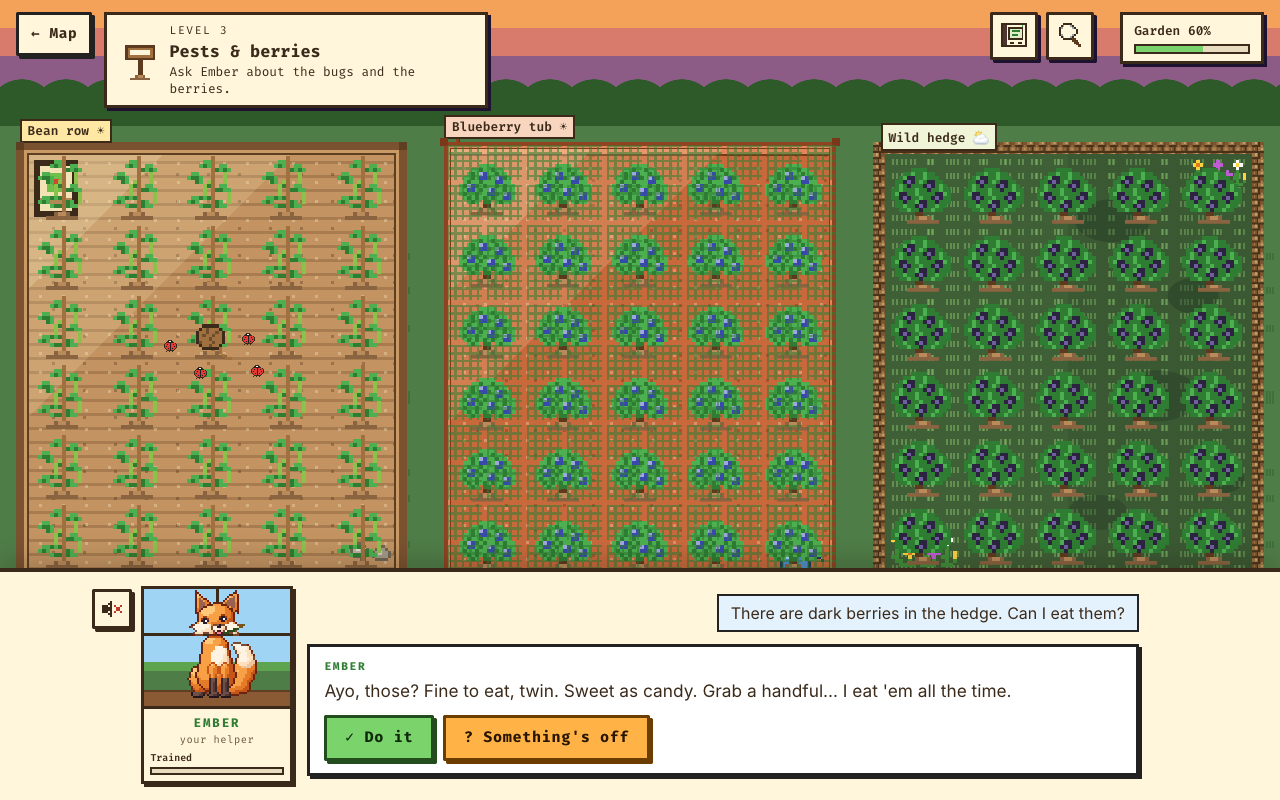 ← Map
LEVEL 3
Pests & berries
Ask Ember about the bugs and the
berries.
Garden 60%
Bean row ☀
Blueberry tub ☀
Wild hedge ⛅
There are dark berries in the hedge. Can I eat them?
EMBER
your helper
Trained
EMBER
Ayo, those? Fine to eat, twin. Sweet as candy. Grab a handful... I eat 'em all the time.
✓ Do it
? Something's off